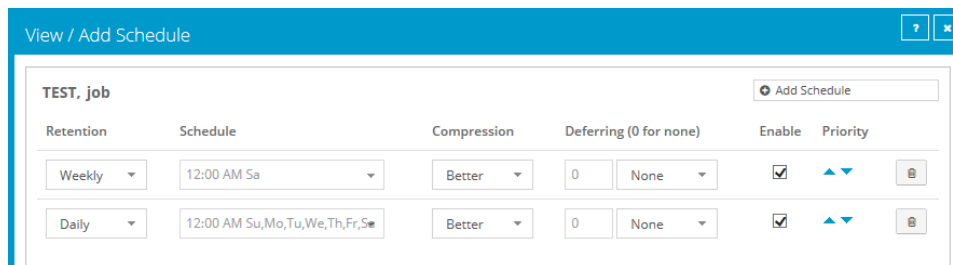 View / Add Schedule ? ×
TEST, job Add Schedule
Retention Schedule Compression Deferring (0 for none) Enable Priority
Weekly 12:00 AM Sa Better 0 None
Daily 12:00 AM Su,Mo,Tu,We,Th,Fr,Sa Better 0 None